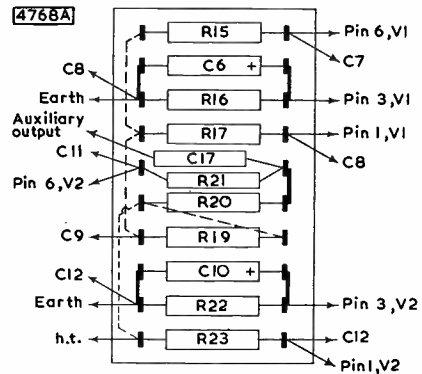 4768A
R15
Pin 6,V1
C7
C8
C6 +
Earth
R16
Pin 3,V1
Auxiliary
output
R17
Pin 1,V1
C11
C17
C8
Pin 6,V2
R21
R20
C9
R19
C12
C10 +
Earth
R22
Pin 3,V2
h.t.
R23
C12
Pin1,V2